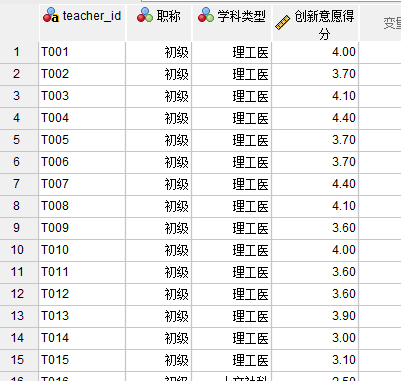 teacher_id 职称 学科类型 创新意愿得分 变量
1 T001 初级 理工医 4.00
2 T002 初级 理工医 3.70
3 T003 初级 理工医 4.10
4 T004 初级 理工医 4.40
5 T005 初级 理工医 3.70
6 T006 初级 理工医 3.70
7 T007 初级 理工医 4.40
8 T008 初级 理工医 4.10
9 T009 初级 理工医 3.60
10 T010 初级 理工医 4.00
11 T011 初级 理工医 3.60
12 T012 初级 理工医 3.60
13 T013 初级 理工医 3.90
14 T014 初级 理工医 3.00
15 T015 初级 理工医 3.10